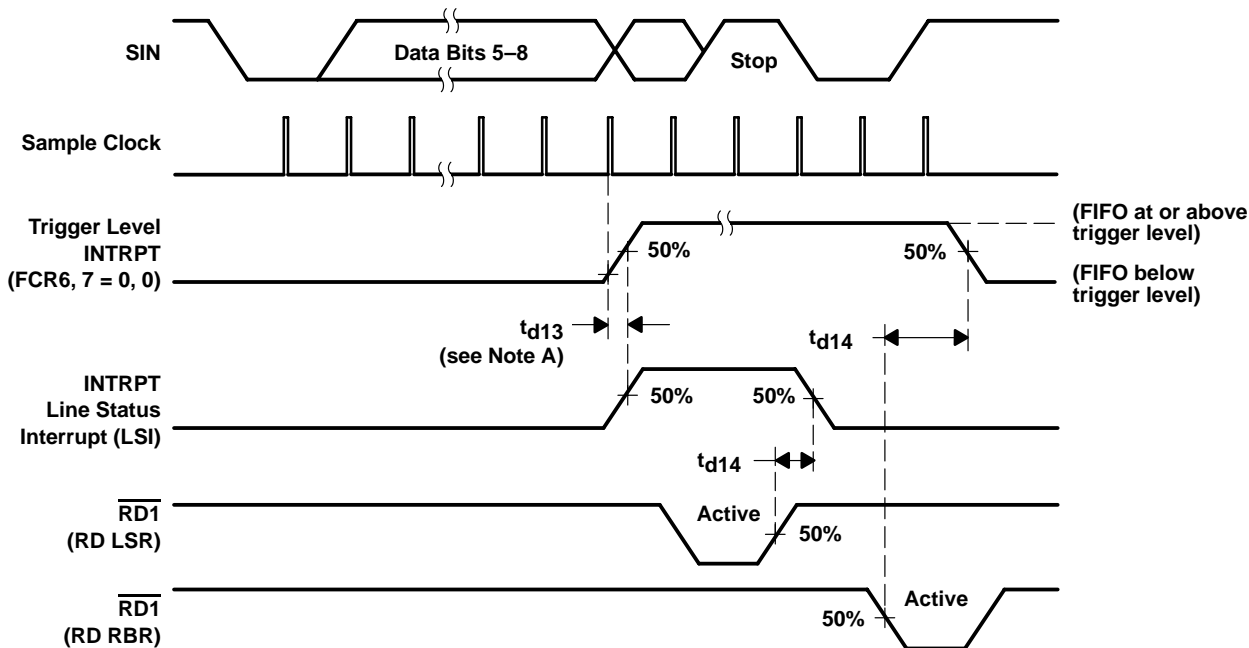 SIN
Data Bits 5–8
Stop
Sample Clock
Trigger Level
INTRPT
(FCR6, 7 = 0, 0)
50%
50%
(FIFO at or above
trigger level)
(FIFO below
trigger level)
td13
(see Note A)
td14
INTRPT
Line Status
Interrupt (LSI)
50%
50%
td14
RD1
(RD LSR)
Active
50%
RD1
(RD RBR)
50%
Active